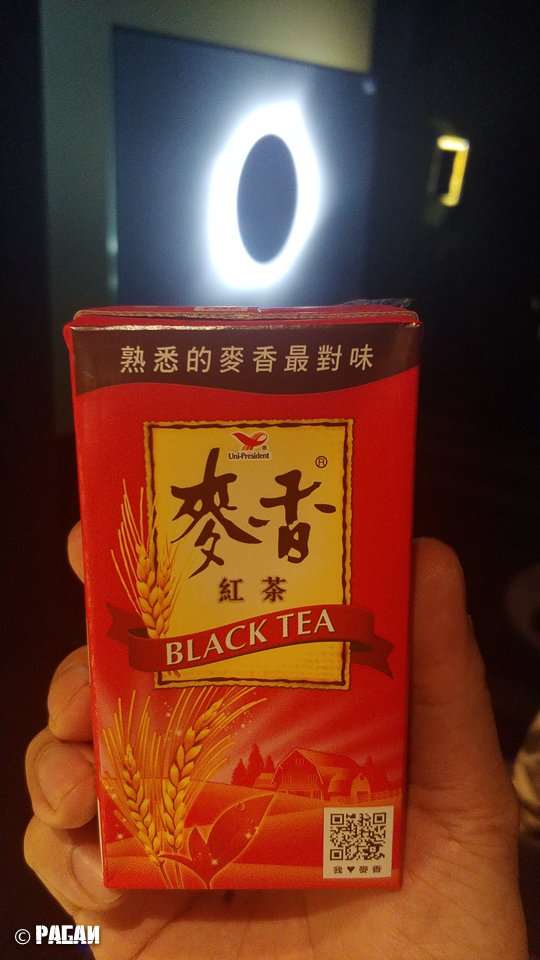 熟悉的麥香最對味
Uni-President®
麥香®
紅茶
BLACK TEA
我♥麥香
© PAGAN